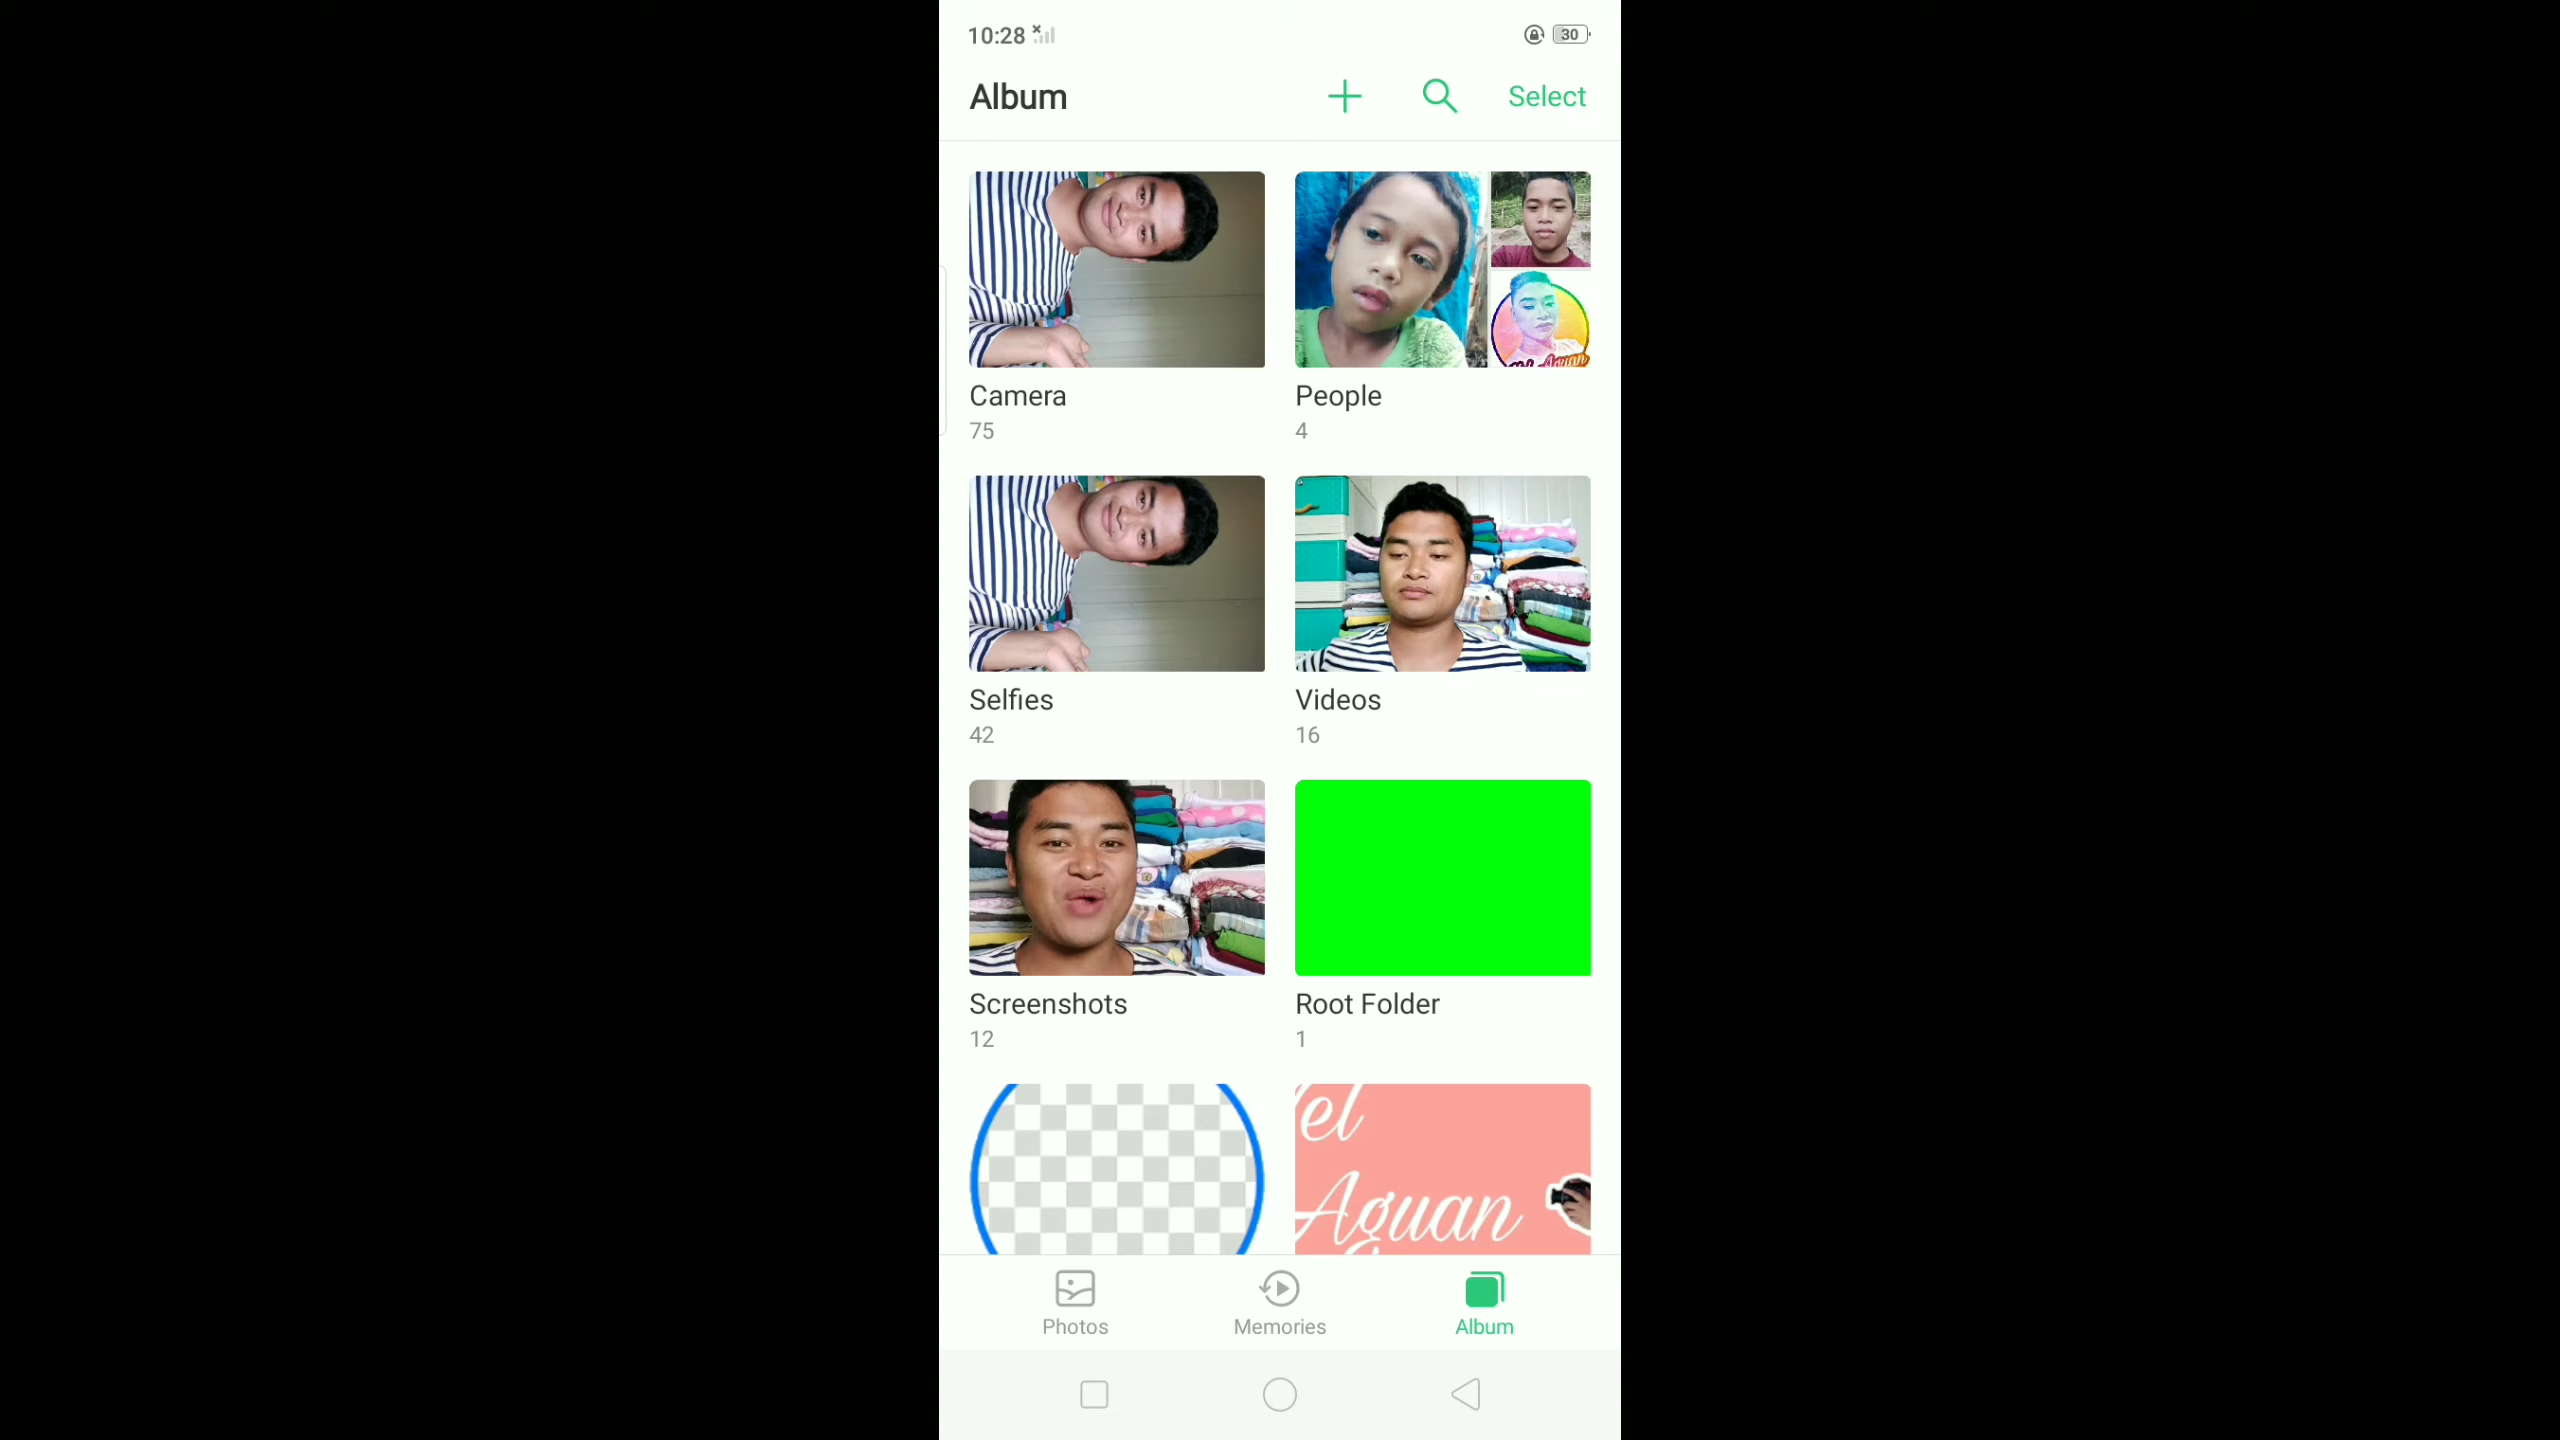 10:28
30
Album
Select
Camera
75
People
4
Aguan
Selfies
42
Videos
16
Screenshots
12
Root Folder
1
el
Aguan
Photos
Memories
Album